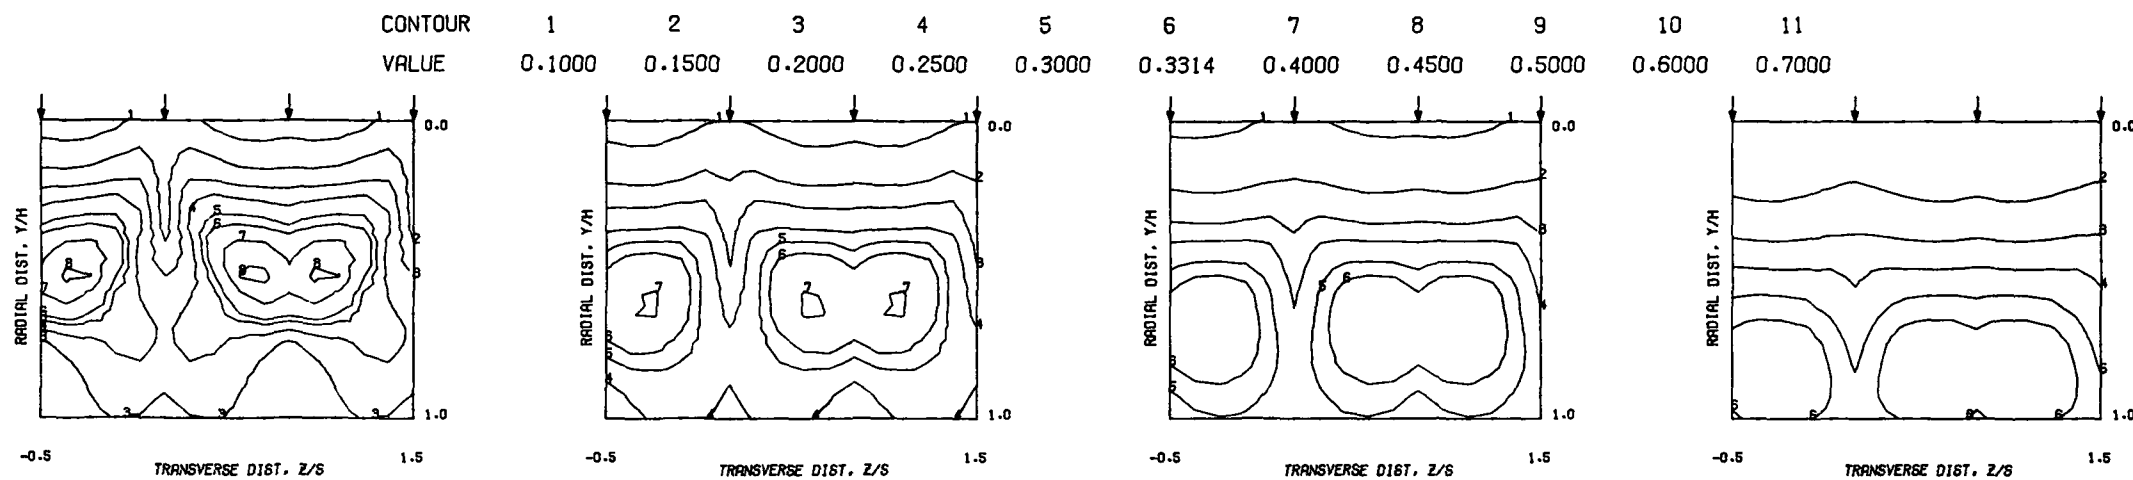 CONTOUR 1 2 3 4 5 6 7 8 9 10 11
VALUE 0.1000 0.1500 0.2000 0.2500 0.3000 0.3314 0.4000 0.4500 0.5000 0.6000 0.7000
RADIAL DIST. Y/H
0.0
1.0
-0.5 1.5
TRANSVERSE DIST. Z/S
RADIAL DIST. Y/H
0.0
1.0
-0.5 1.5
TRANSVERSE DIST. Z/S
RADIAL DIST. Y/H
0.0
1.0
-0.5 1.5
TRANSVERSE DIST. Z/S
RADIAL DIST. Y/H
0.0
1.0
-0.5 1.5
TRANSVERSE DIST. Z/S